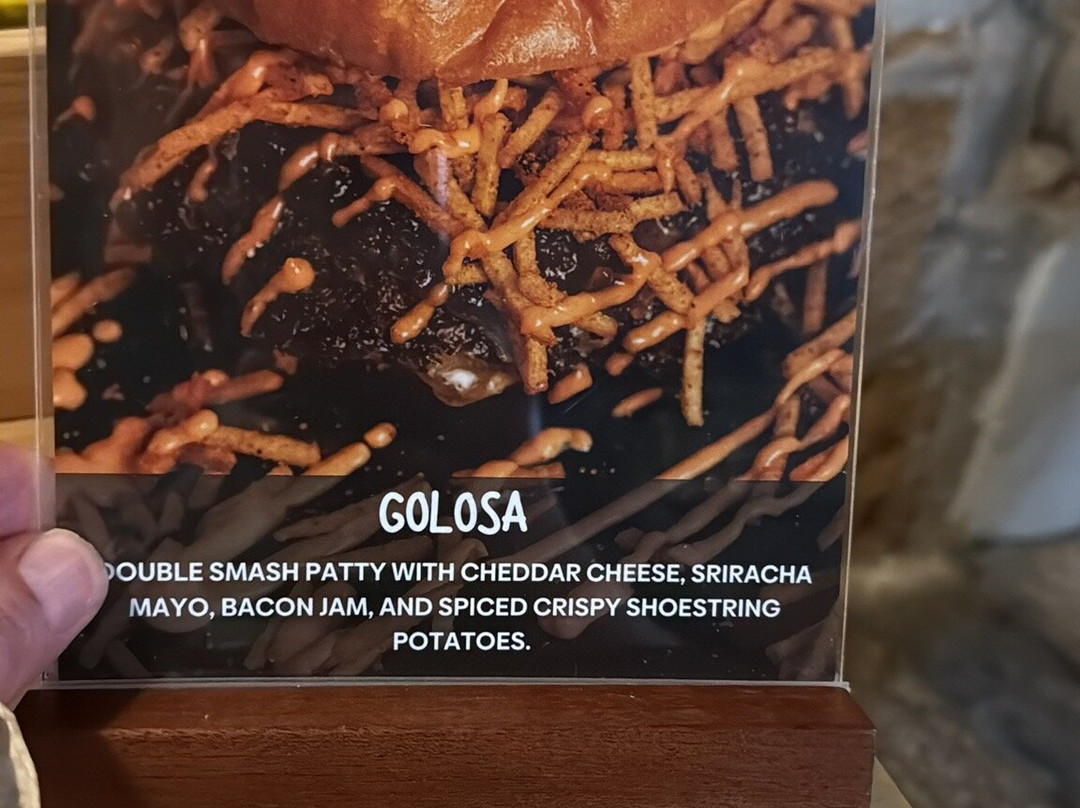 GOLOSA
DOUBLE SMASH PATTY WITH CHEDDAR CHEESE, SRIRACHA
MAYO, BACON JAM, AND SPICED CRISPY SHOESTRING
POTATOES.